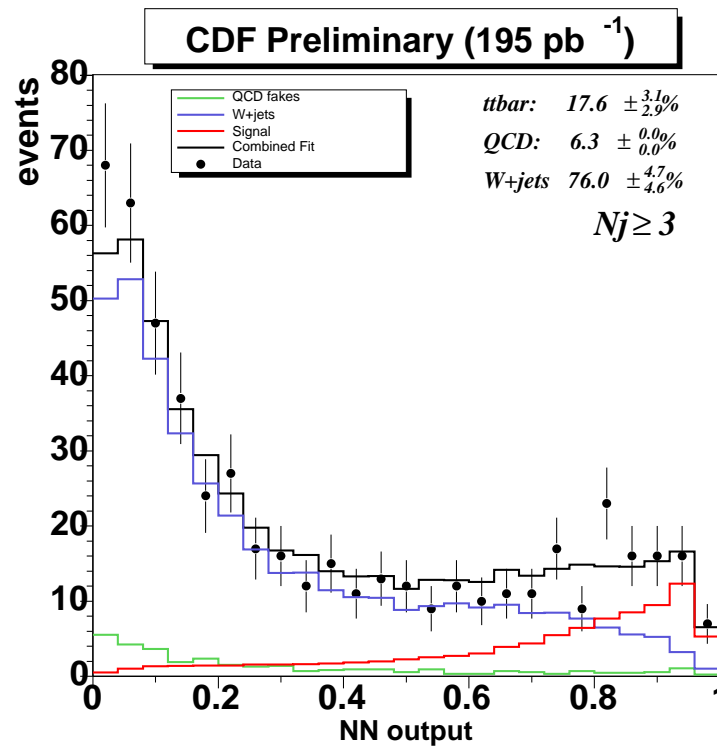 CDF Preliminary (195 pb -1)
events
80
70
60
50
40
30
20
10
0
QCD fakes
W+jets
Signal
Combined Fit
Data
ttbar: 17.6 ± 3.1 2.9 %
QCD: 6.3 ± 0.0 0.0 %
W+jets 76.0 ± 4.7 4.6 %
Nj ≥ 3
0 0.2 0.4 0.6 0.8 1
NN output